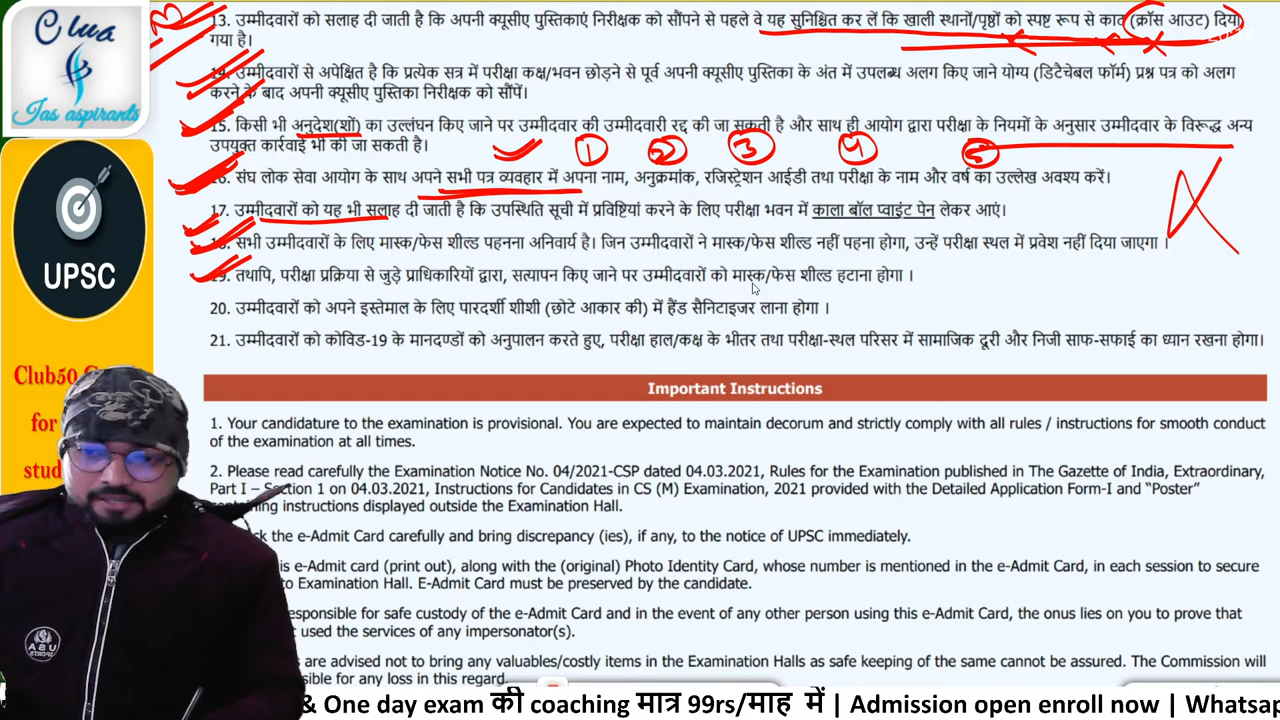 Club
Ias aspirants
UPSC
Club50
for
stud
13. उम्मीदवारों को सलाह दी जाती है कि अपनी क्यूसीए पुस्तिकाएं निरीक्षक को सौंपने से पहले वे यह सुनिश्चित कर लें कि खाली स्थानों/पृष्ठों को स्पष्ट रूप से काट (क्रॉस आउट) दिया
गया है।
14. उम्मीदवारों से अपेक्षित है कि प्रत्येक सत्र में परीक्षा कक्ष/भवन छोड़ने से पूर्व अपनी क्यूसीए पुस्तिका के अंत में उपलब्ध अलग किए जाने योग्य (डिटैचेबल फॉर्म) प्रश्न पत्र को अलग
करने के बाद अपनी क्यूसीए पुस्तिका निरीक्षक को सौंपें।
15. किसी भी अनुदेश(शों) का उल्लंघन किए जाने पर उम्मीदवार की उम्मीदवारी रद्द की जा सकती है और साथ ही आयोग द्वारा परीक्षा के नियमों के अनुसार उम्मीदवार के विरूद्ध अन्य
उपयुक्त कार्रवाई भी की जा सकती है।
1 2 3 4 5
16. संघ लोक सेवा आयोग के साथ अपने सभी पत्र व्यवहार में अपना नाम, अनुक्रमांक, रजिस्ट्रेशन आईडी तथा परीक्षा के नाम और वर्ष का उल्लेख अवश्य करें।
17. उम्मीदवारों को यह भी सलाह दी जाती है कि उपस्थिति सूची में प्रविष्टियां करने के लिए परीक्षा भवन में काला बॉल प्वाइंट पेन लेकर आएं।
18. सभी उम्मीदवारों के लिए मास्क/फेस शील्ड पहनना अनिवार्य है। जिन उम्मीदवारों ने मास्क/फेस शील्ड नहीं पहना होगा, उन्हें परीक्षा स्थल में प्रवेश नहीं दिया जाएगा ।
19. तथापि, परीक्षा प्रक्रिया से जुड़े प्राधिकारियों द्वारा, सत्यापन किए जाने पर उम्मीदवारों को मास्क/फेस शील्ड हटाना होगा ।
20. उम्मीदवारों को अपने इस्तेमाल के लिए पारदर्शी शीशी (छोटे आकार की) में हैंड सैनिटाइजर लाना होगा ।
21. उम्मीदवारों को कोविड-19 के मानदण्डों को अनुपालन करते हुए, परीक्षा हाल/कक्ष के भीतर तथा परीक्षा-स्थल परिसर में सामाजिक दूरी और निजी साफ-सफाई का ध्यान रखना होगा।
Important Instructions
1. Your candidature to the examination is provisional. You are expected to maintain decorum and strictly comply with all rules / instructions for smooth conduct
of the examination at all times.
2. Please read carefully the Examination Notice No. 04/2021-CSP dated 04.03.2021, Rules for the Examination published in The Gazette of India, Extraordinary,
Part I – Section 1 on 04.03.2021, Instructions for Candidates in CS (M) Examination, 2021 provided with the Detailed Application Form-I and “Poster”
instructions displayed outside the Examination Hall.
the e-Admit Card carefully and bring discrepancy (ies), if any, to the notice of UPSC immediately.
is e-Admit card (print out), along with the (original) Photo Identity Card, whose number is mentioned in the e-Admit Card, in each session to secure
to Examination Hall. E-Admit Card must be preserved by the candidate.
esponsible for safe custody of the e-Admit Card and in the event of any other person using this e-Admit Card, the onus lies on you to prove that
used the services of any impersonator(s).
are advised not to bring any valuables/costly items in the Examination Halls as safe keeping of the same cannot be assured. The Commission will
sible for any loss in this regard.
USA
SPORTS
& One day exam की coaching मात्र 99rs/माह में | Admission open enroll now | Whatsap